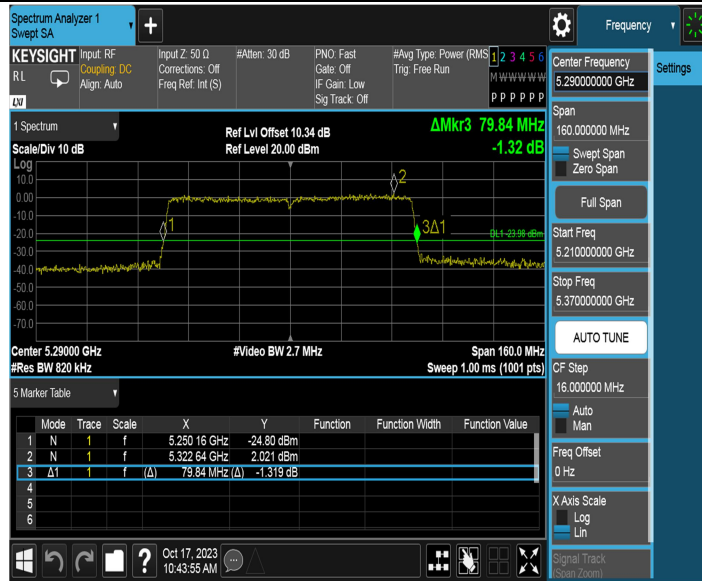 Spectrum Analyzer 1
Swept SA
Frequency
KEYSIGHT
RL
LXI
Input: RF
Coupling: DC
Align: Auto
Input Z: 50 Ω
Corrections: Off
Freq Ref: Int (S)
#Atten: 30 dB
PNO: Fast
Gate: Off
IF Gain: Low
Sig Track: Off
#Avg Type: Power (RMS
Trig: Free Run
1 2 3 4 5 6
M W W W W W
P P P P P P
Center Frequency
5.290000000 GHz
Settings
Span
160.000000 MHz
Swept Span
Zero Span
Full Span
Start Freq
5.210000000 GHz
Stop Freq
5.370000000 GHz
AUTO TUNE
CF Step
16.000000 MHz
Auto
Man
Freq Offset
0 Hz
X Axis Scale
Log
Lin
Signal Track
(Span Zoom)
1 Spectrum
Scale/Div 10 dB
Ref Lvl Offset 10.34 dB
Ref Level 20.00 dBm
ΔMkr3 79.84 MHz
-1.32 dB
Log
10.0
0.00
-10.0
-20.0
-30.0
-40.0
-50.0
-60.0
-70.0
1
2
3Δ1
DL1 -23.98 dBm
Center 5.29000 GHz
#Video BW 2.7 MHz
Span 160.0 MHz
#Res BW 820 kHz
Sweep 1.00 ms (1001 pts)
5 Marker Table
Mode Trace Scale X Y Function Function Width Function Value
1 N 1 f 5.250 16 GHz -24.80 dBm
2 N 1 f 5.322 64 GHz 2.021 dBm
3 Δ1 1 f (Δ) 79.84 MHz (Δ) -1.319 dB
4
5
6
?
Oct 17, 2023
10:43:55 AM